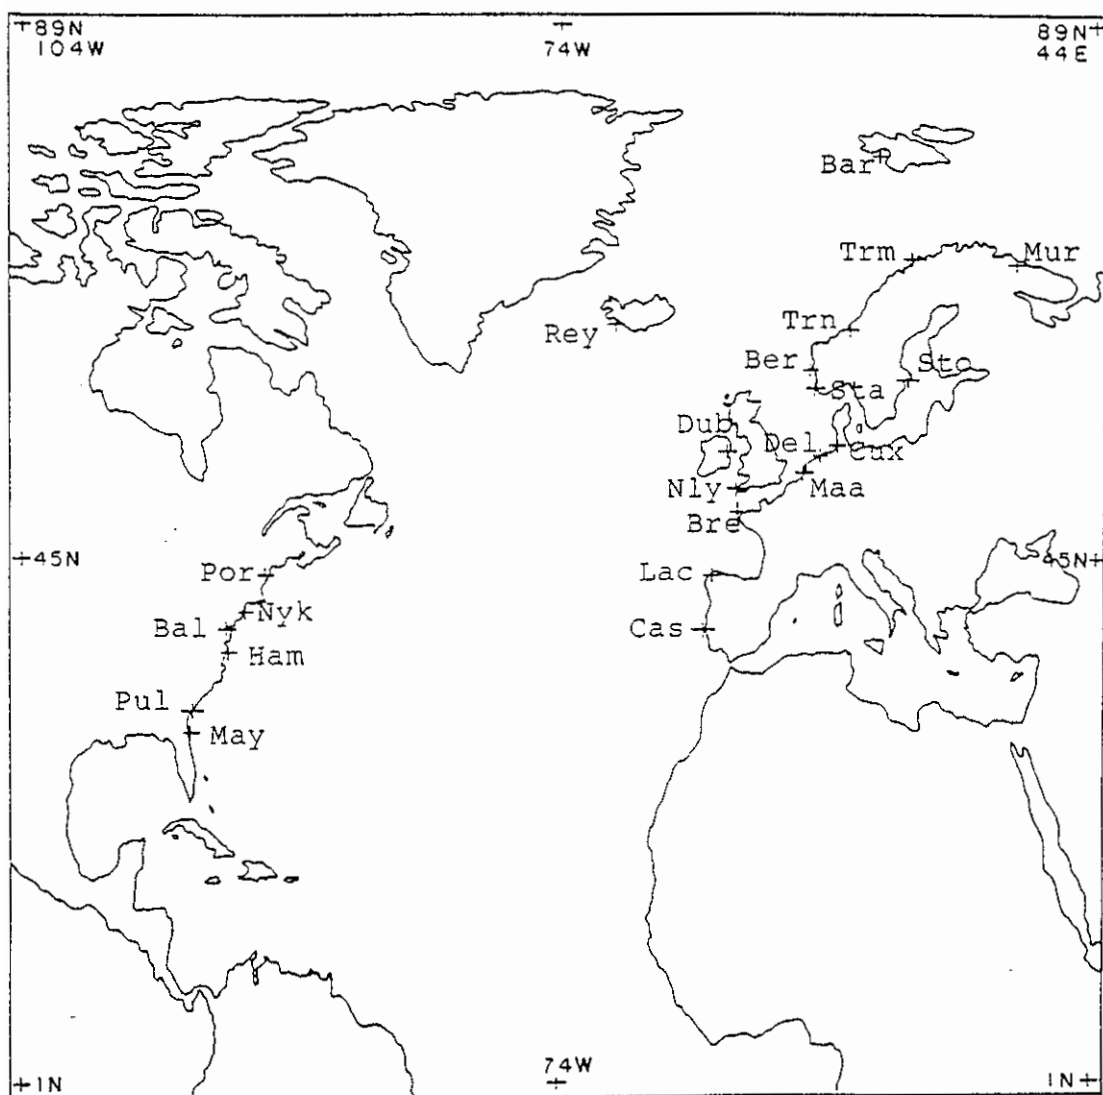 89N 74W 89N
104W 44E
Bar
Trm Mur
Rey Trn
Ber Sto
Sta
Dub Del Cux
Nly Maa
Bre
45N 45N
Por Lac
Nyk
Bal Cas
Ham
Pul
May
74W
1N 1N